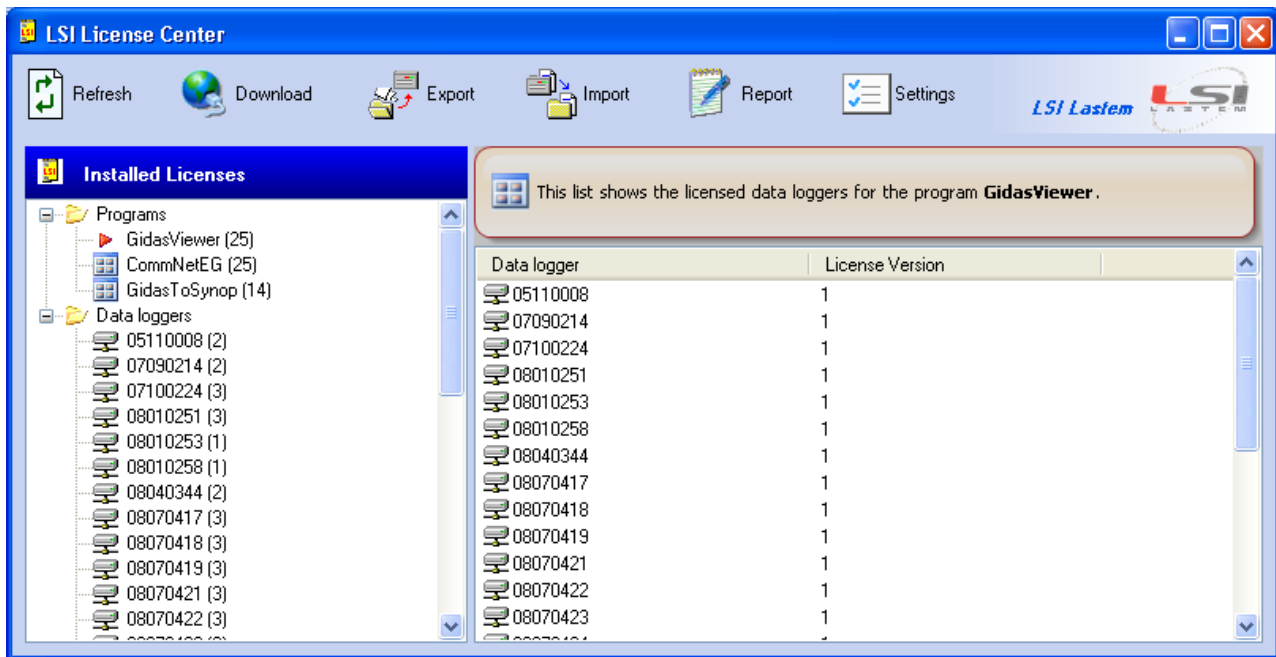 LSI License Center
Refresh
Download
Export
Import
Report
Settings
LSI Lastem
LSI
LASTEM
Installed Licenses
Programs
GidasViewer (25)
CommNetEG (25)
GidasToSynop (14)
Data loggers
05110008 (2)
07090214 (2)
07100224 (3)
08010251 (3)
08010253 (1)
08010258 (1)
08040344 (2)
08070417 (3)
08070418 (3)
08070419 (3)
08070421 (3)
08070422 (3)
This list shows the licensed data loggers for the program GidasViewer.
Data logger License Version
05110008 1
07090214 1
07100224 1
08010251 1
08010253 1
08010258 1
08040344 1
08070417 1
08070418 1
08070419 1
08070421 1
08070422 1
08070423 1